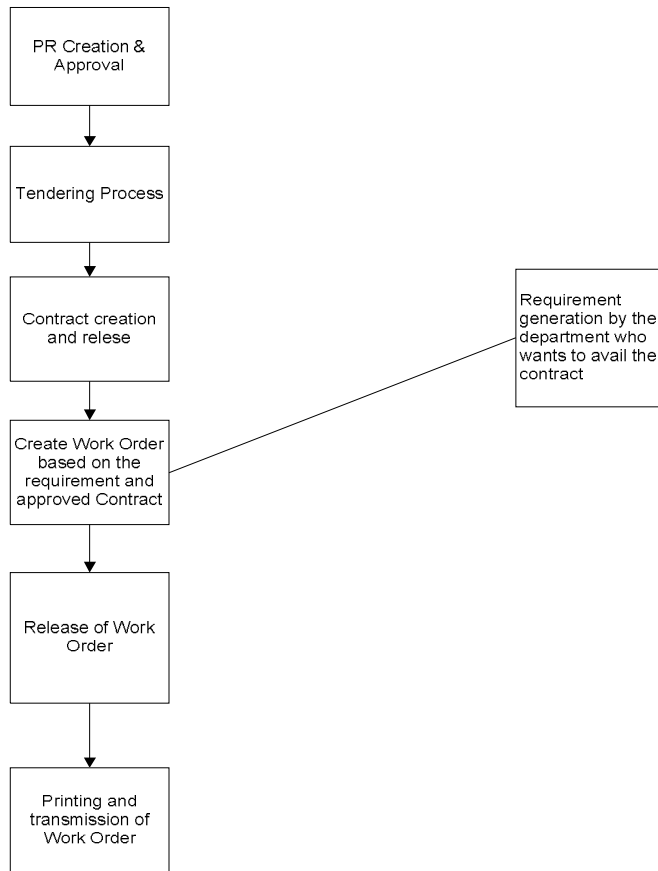 PR Creation &
Approval
Tendering Process
Contract creation
and relese
Requirement
generation by the
department who
wants to avail the
contract
Create Work Order
based on the
requirement and
approved Contract
Release of Work
Order
Printing and
transmission of
Work Order